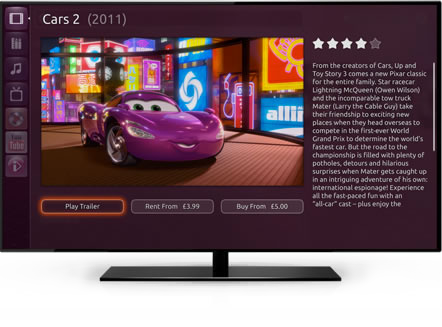 Cars 2 (2011)
From the creators of Cars, Up and
Toy Story 3 comes a new Pixar classic
for the entire family. Star racecar
Lightning McQueen (Owen Wilson)
and the incomparable tow truck
Mater (Larry the Cable Guy) take
their friendship to exciting new
places when they head overseas to
compete in the first-ever World
Grand Prix to determine the world's
fastest car. But the road to the
championship is filled with plenty of
potholes, detours and hilarious
surprises when Mater gets caught up
in an intriguing adventure of his own:
international espionage! Experience
all the fast-paced fun with an
"all-car" cast – plus enjoy the
allin
You
Tube
Play Trailer
Rent From £3.99
Buy From £5.00